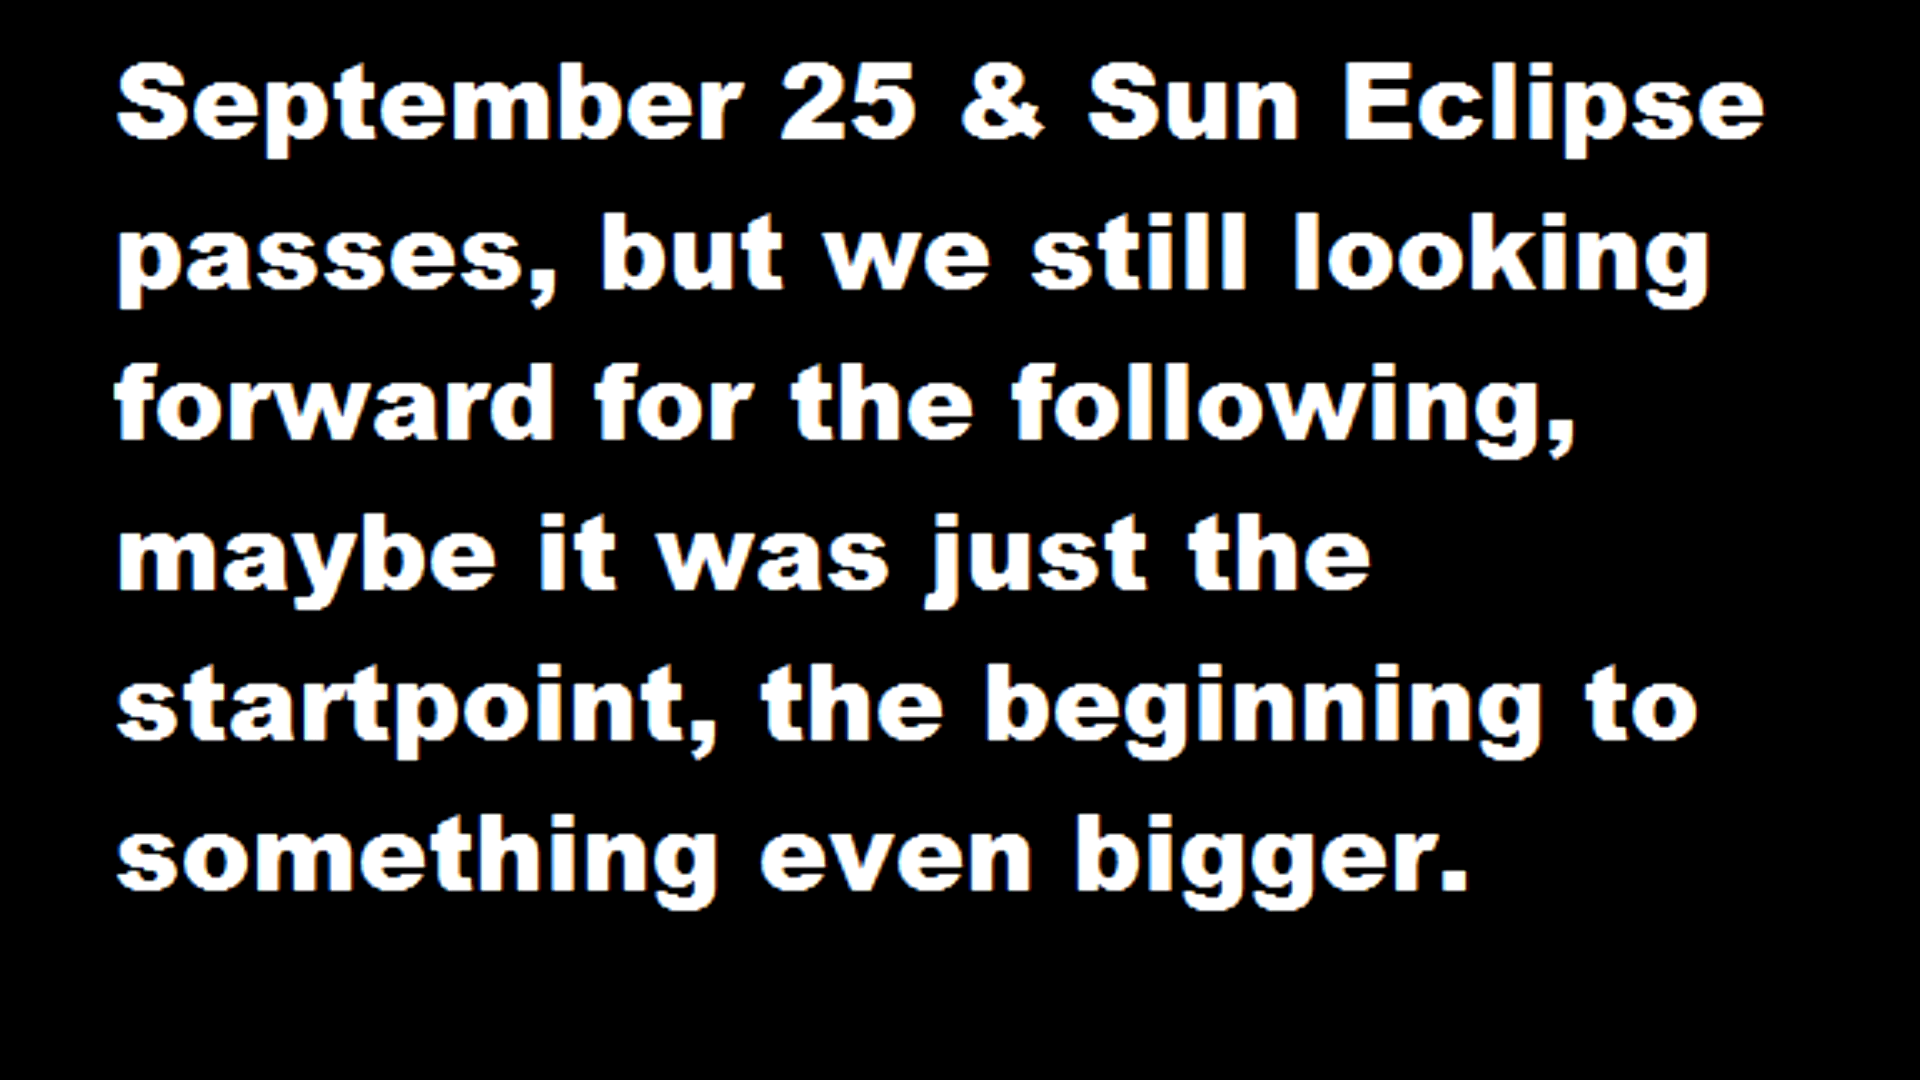 September 25 & Sun Eclipse
passes, but we still looking
forward for the following,
maybe it was just the
startpoint, the beginning to
something even bigger.